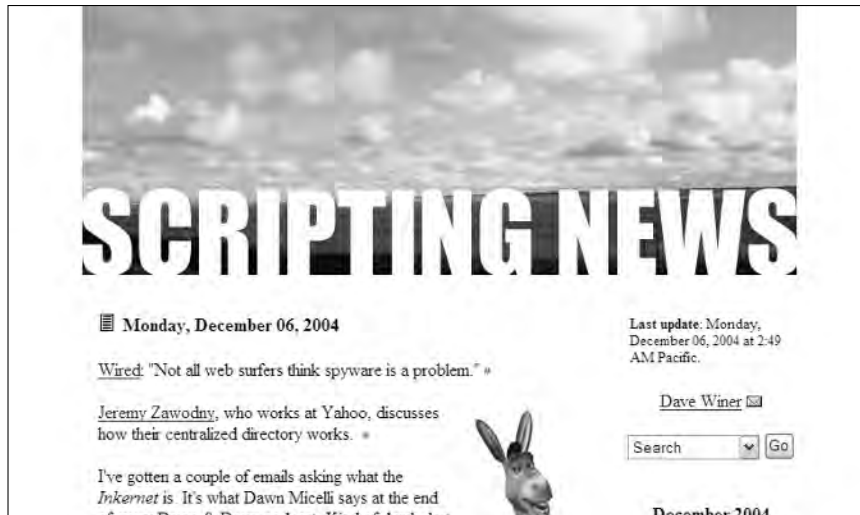 SCRIPTING NEWS
Monday, December 06, 2004
Wired: "Not all web surfers think spyware is a problem."
Jeremy Zawodny, who works at Yahoo, discusses
how their centralized directory works.
I've gotten a couple of emails asking what the
Inkernet is. It's what Dawn Micelli says at the end
Last update: Monday,
December 06, 2004 at 2:49
AM Pacific.
Dave Winer
Search
Go
December 2004